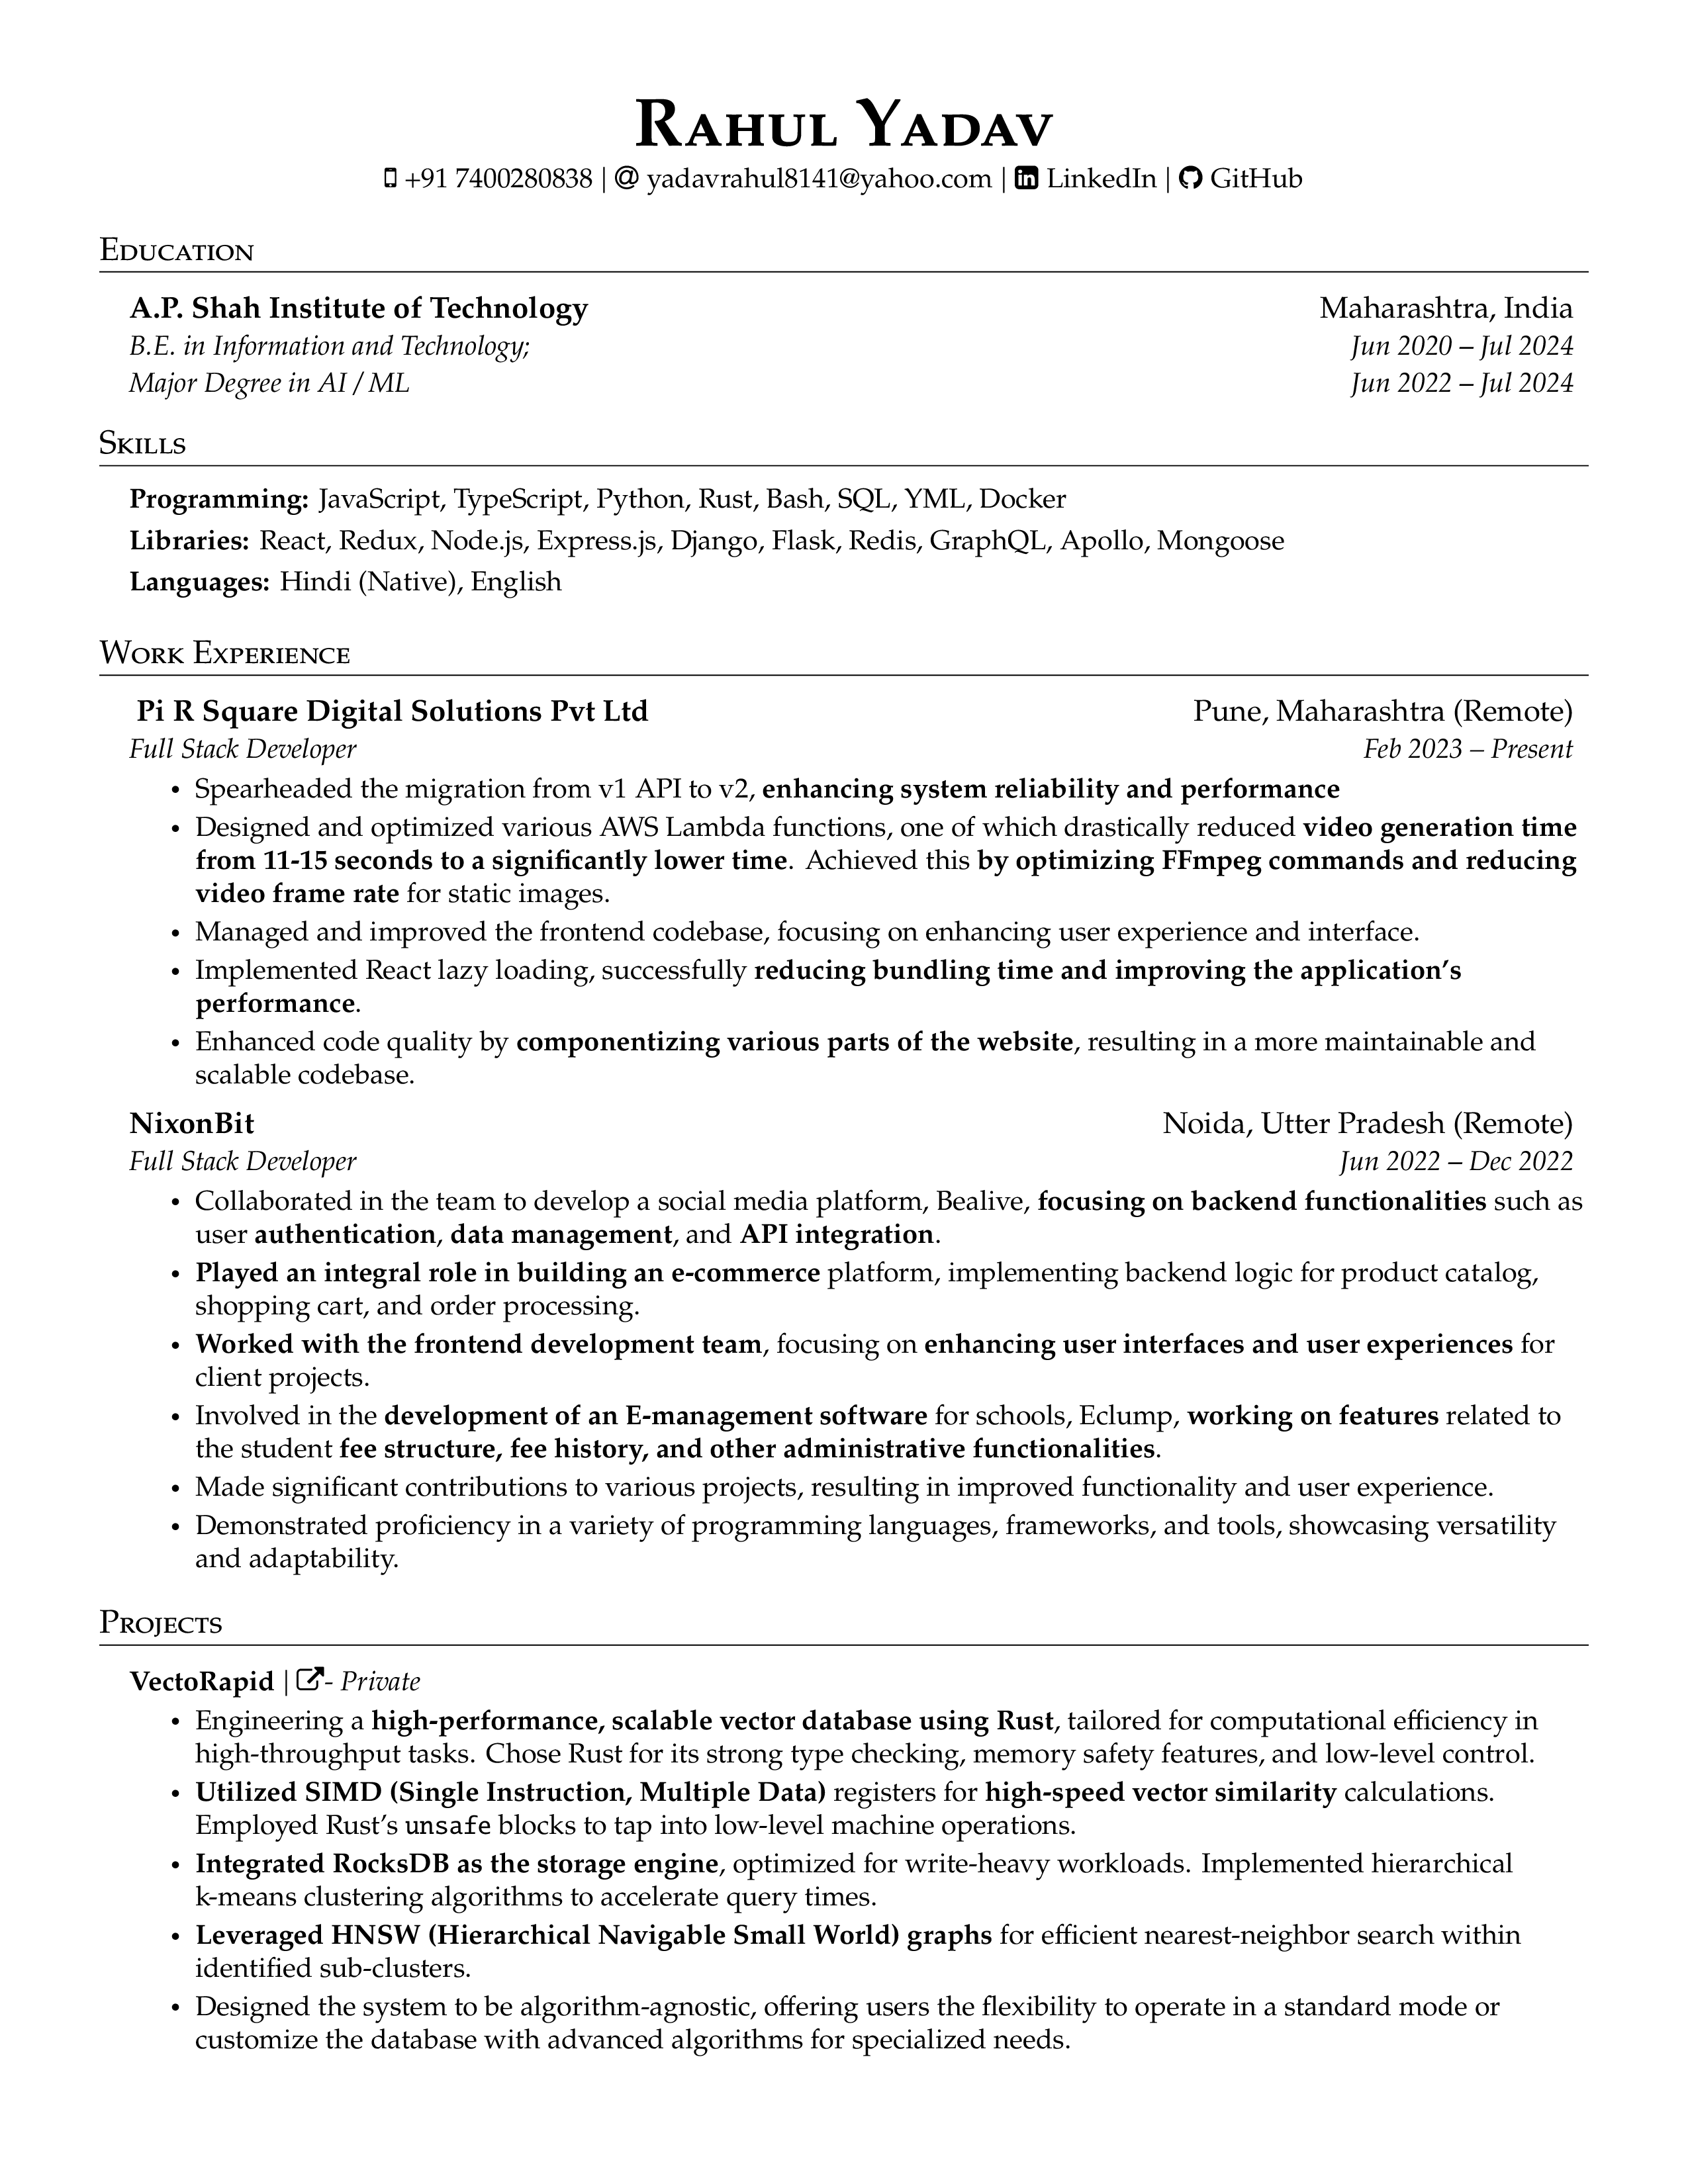 Rahul Yadav
+91 7400280838 | yadavrahul8141@yahoo.com | LinkedIn | GitHub
Education
A.P. Shah Institute of Technology Maharashtra, India
B.E. in Information and Technology; Jun 2020 – Jul 2024
Major Degree in AI / ML Jun 2022 – Jul 2024
Skills
Programming: JavaScript, TypeScript, Python, Rust, Bash, SQL, YML, Docker
Libraries: React, Redux, Node.js, Express.js, Django, Flask, Redis, GraphQL, Apollo, Mongoose
Languages: Hindi (Native), English
Work Experience
Pi R Square Digital Solutions Pvt Ltd Pune, Maharashtra (Remote)
Full Stack Developer Feb 2023 – Present
• Spearheaded the migration from v1 API to v2, enhancing system reliability and performance
• Designed and optimized various AWS Lambda functions, one of which drastically reduced video generation time
from 11-15 seconds to a significantly lower time. Achieved this by optimizing FFmpeg commands and reducing
video frame rate for static images.
• Managed and improved the frontend codebase, focusing on enhancing user experience and interface.
• Implemented React lazy loading, successfully reducing bundling time and improving the application's
performance.
• Enhanced code quality by componentizing various parts of the website, resulting in a more maintainable and
scalable codebase.
NixonBit Noida, Utter Pradesh (Remote)
Full Stack Developer Jun 2022 – Dec 2022
• Collaborated in the team to develop a social media platform, Bealive, focusing on backend functionalities such as
user authentication, data management, and API integration.
• Played an integral role in building an e-commerce platform, implementing backend logic for product catalog,
shopping cart, and order processing.
• Worked with the frontend development team, focusing on enhancing user interfaces and user experiences for
client projects.
• Involved in the development of an E-management software for schools, Eclump, working on features related to
the student fee structure, fee history, and other administrative functionalities.
• Made significant contributions to various projects, resulting in improved functionality and user experience.
• Demonstrated proficiency in a variety of programming languages, frameworks, and tools, showcasing versatility
and adaptability.
Projects
VectoRapid | - Private
• Engineering a high-performance, scalable vector database using Rust, tailored for computational efficiency in
high-throughput tasks. Chose Rust for its strong type checking, memory safety features, and low-level control.
• Utilized SIMD (Single Instruction, Multiple Data) registers for high-speed vector similarity calculations.
Employed Rust's unsafe blocks to tap into low-level machine operations.
• Integrated RocksDB as the storage engine, optimized for write-heavy workloads. Implemented hierarchical
k-means clustering algorithms to accelerate query times.
• Leveraged HNSW (Hierarchical Navigable Small World) graphs for efficient nearest-neighbor search within
identified sub-clusters.
• Designed the system to be algorithm-agnostic, offering users the flexibility to operate in a standard mode or
customize the database with advanced algorithms for specialized needs.